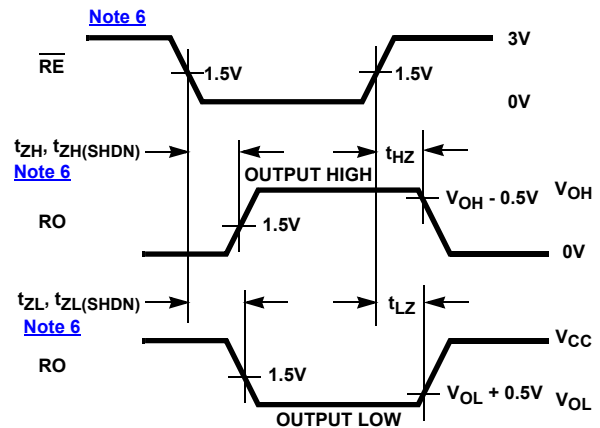 Note 6
RE
1.5V
1.5V
3V
0V
tZH, tZH(SHDN)
Note 6
OUTPUT HIGH
tHZ
RO
1.5V
VOH - 0.5V
VOH
0V
tZL, tZL(SHDN)
Note 6
tLZ
RO
1.5V
VCC
VOL + 0.5V
VOL
OUTPUT LOW